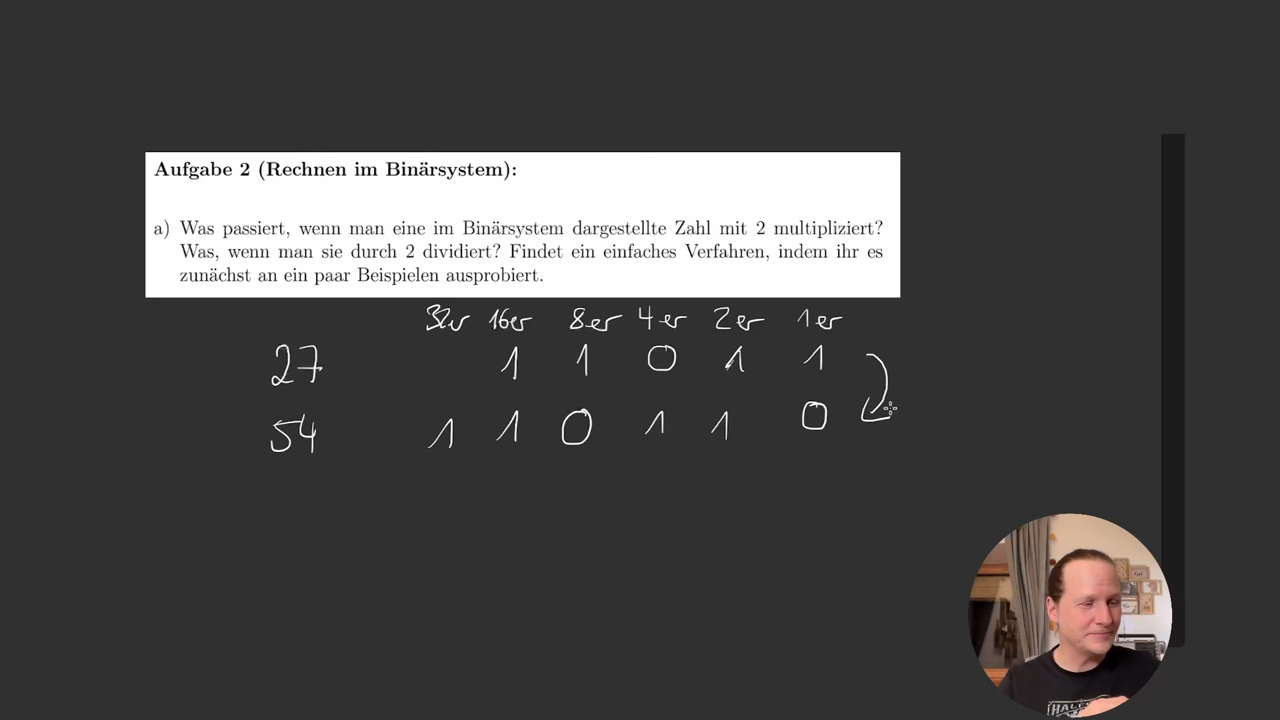 Aufgabe 2 (Rechnen im Binärsystem):
a) Was passiert, wenn man eine im Binärsystem dargestellte Zahl mit 2 multipliziert?
Was, wenn man sie durch 2 dividiert? Findet ein einfaches Verfahren, indem ihr es
zunächst an ein paar Beispielen ausprobiert.
32er 16er 8er 4er 2er 1er
27 1 1 0 1 1
54 1 1 0 1 1 0